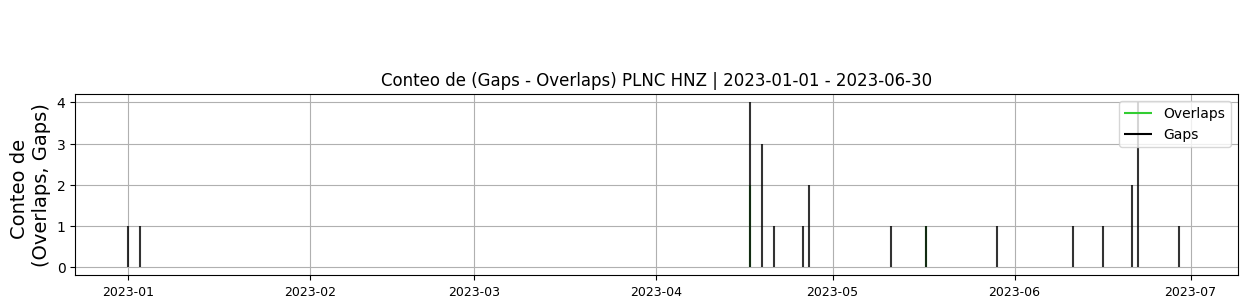 Conteo de (Gaps - Overlaps) PLNC HNZ | 2023-01-01 - 2023-06-30
Conteo de
(Overlaps, Gaps)
4
3
2
1
0
Overlaps
Gaps
2023-01
2023-02
2023-03
2023-04
2023-05
2023-06
2023-07